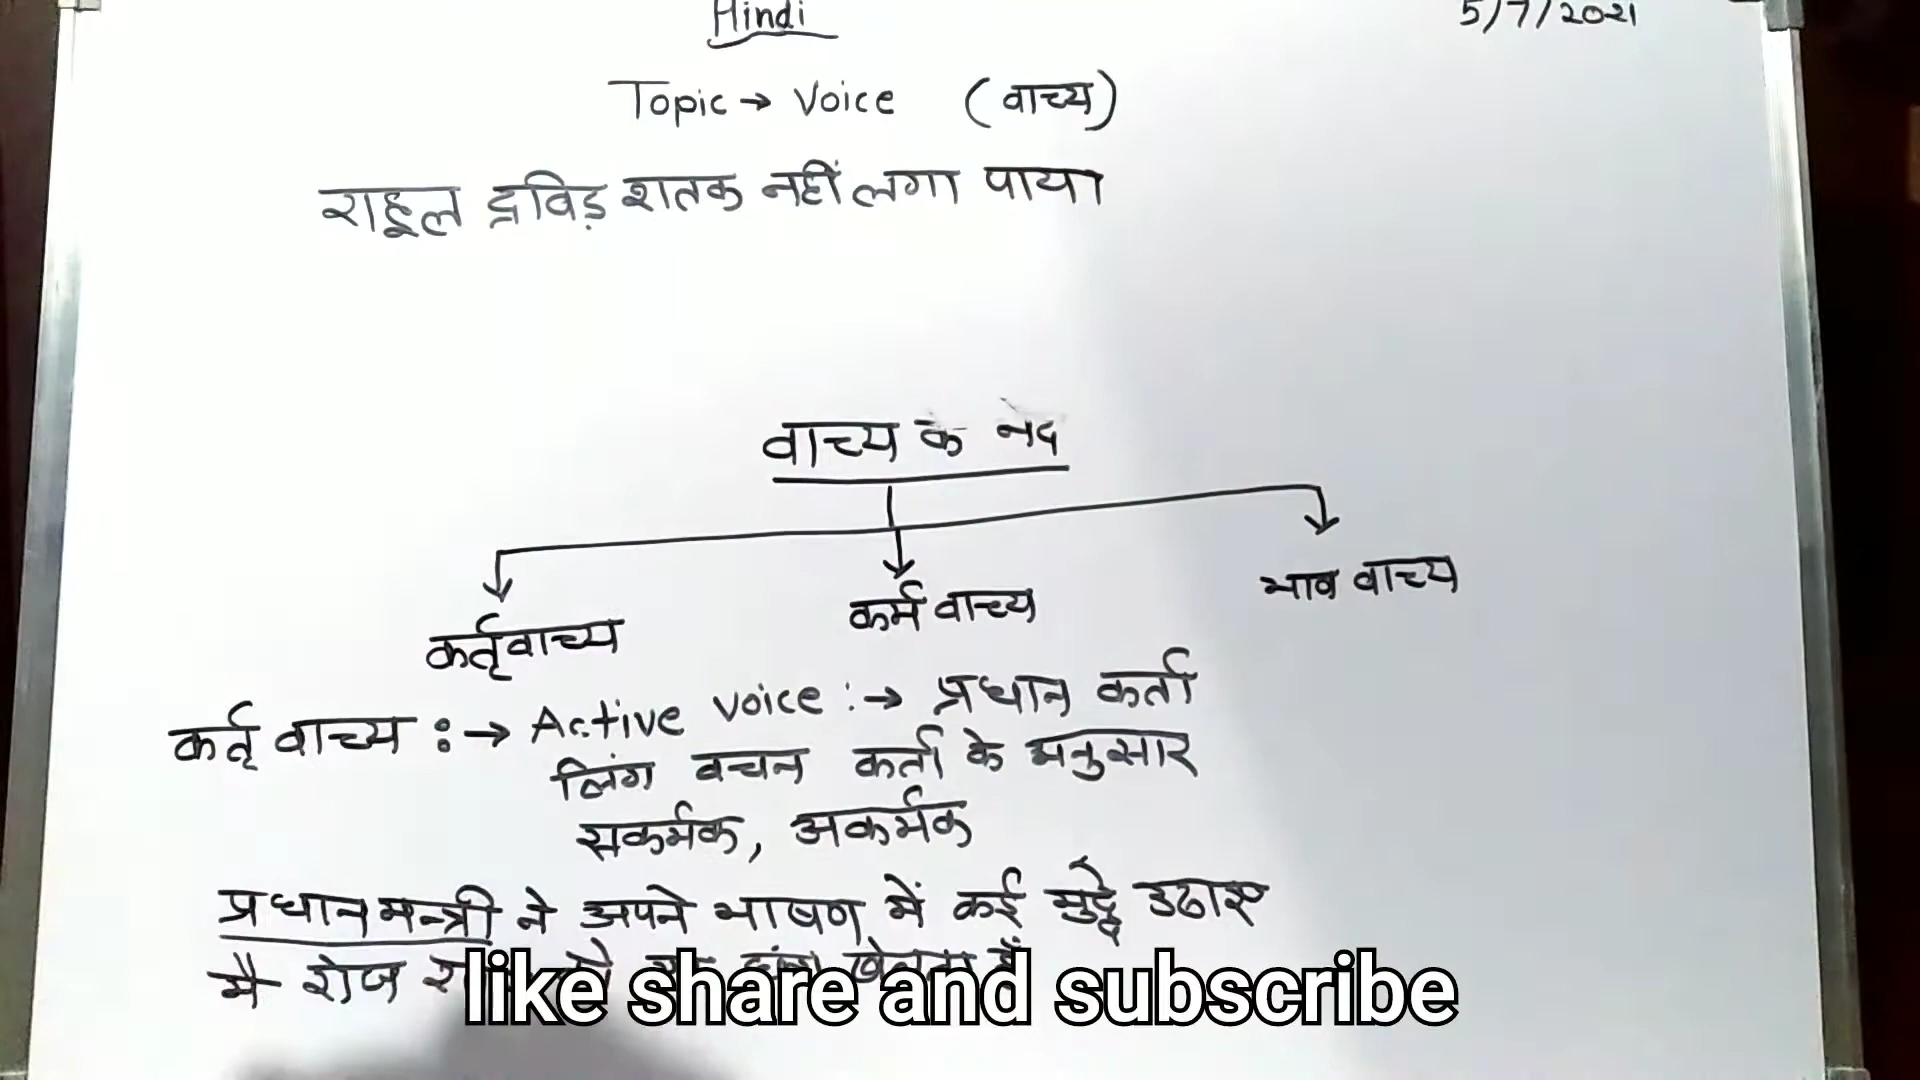 Hindi
5/7/2021
Topic → Voice (वाच्य)
राहूल द्रविड़ शतक नहीं लगा पाया
वाच्य के भेद
कर्तृवाच्य
कर्म वाच्य
भाव वाच्य
कर्तृ वाच्य :→ Active voice :→ प्रधान कर्ता
लिंग वचन कर्ता के अनुसार
सकर्मक, अकर्मक
प्रधानमन्त्री ने अपने भाषण में कई मुद्दे उठाए
मै रोज
like share and subscribe